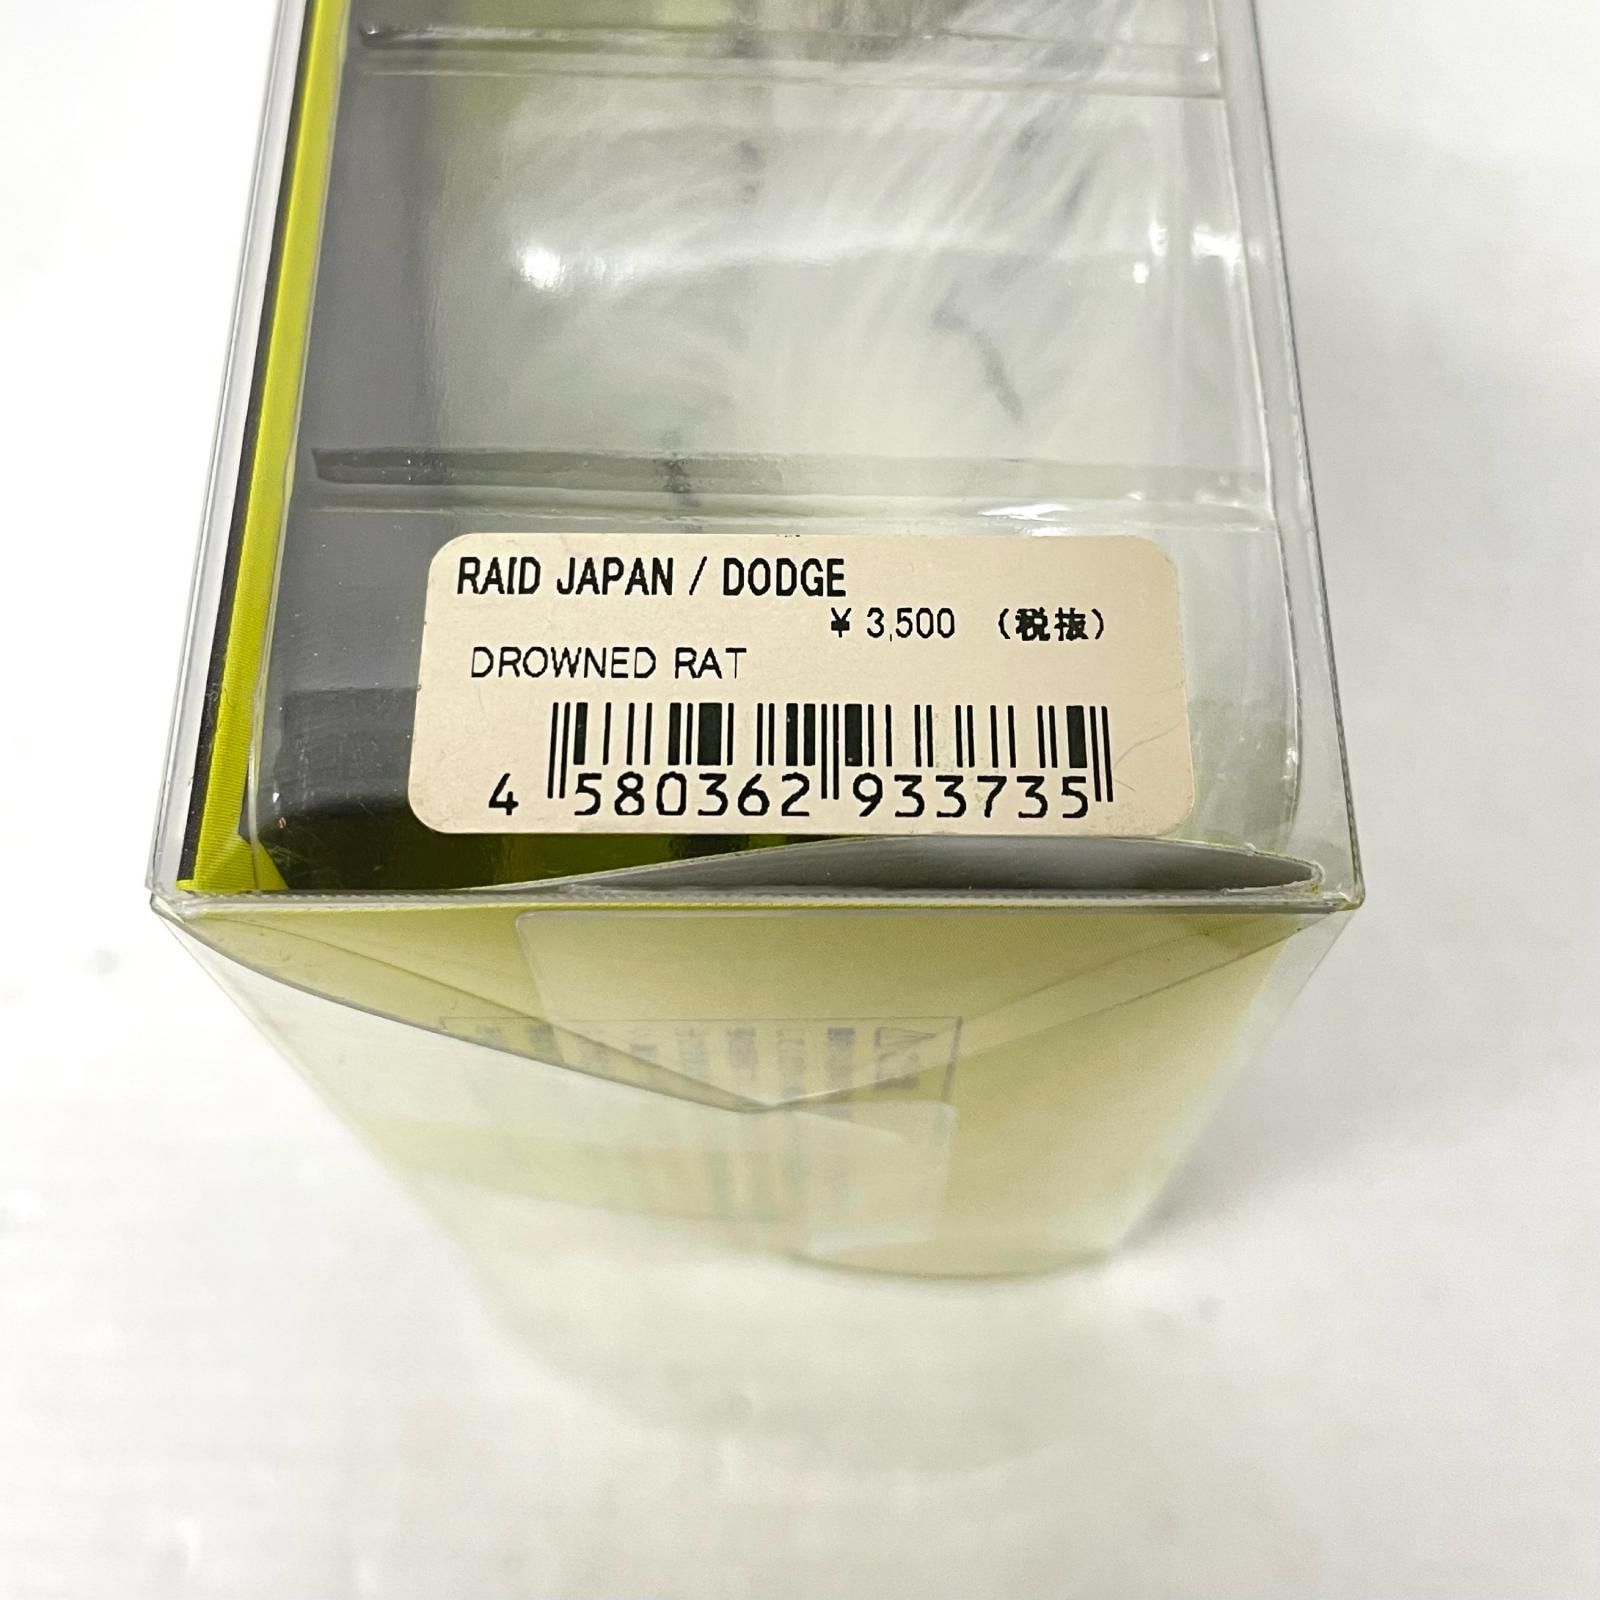 RAID JAPAN / DODGE
¥ 3,500 (税抜)
DROWNED RAT
4 580362 933735